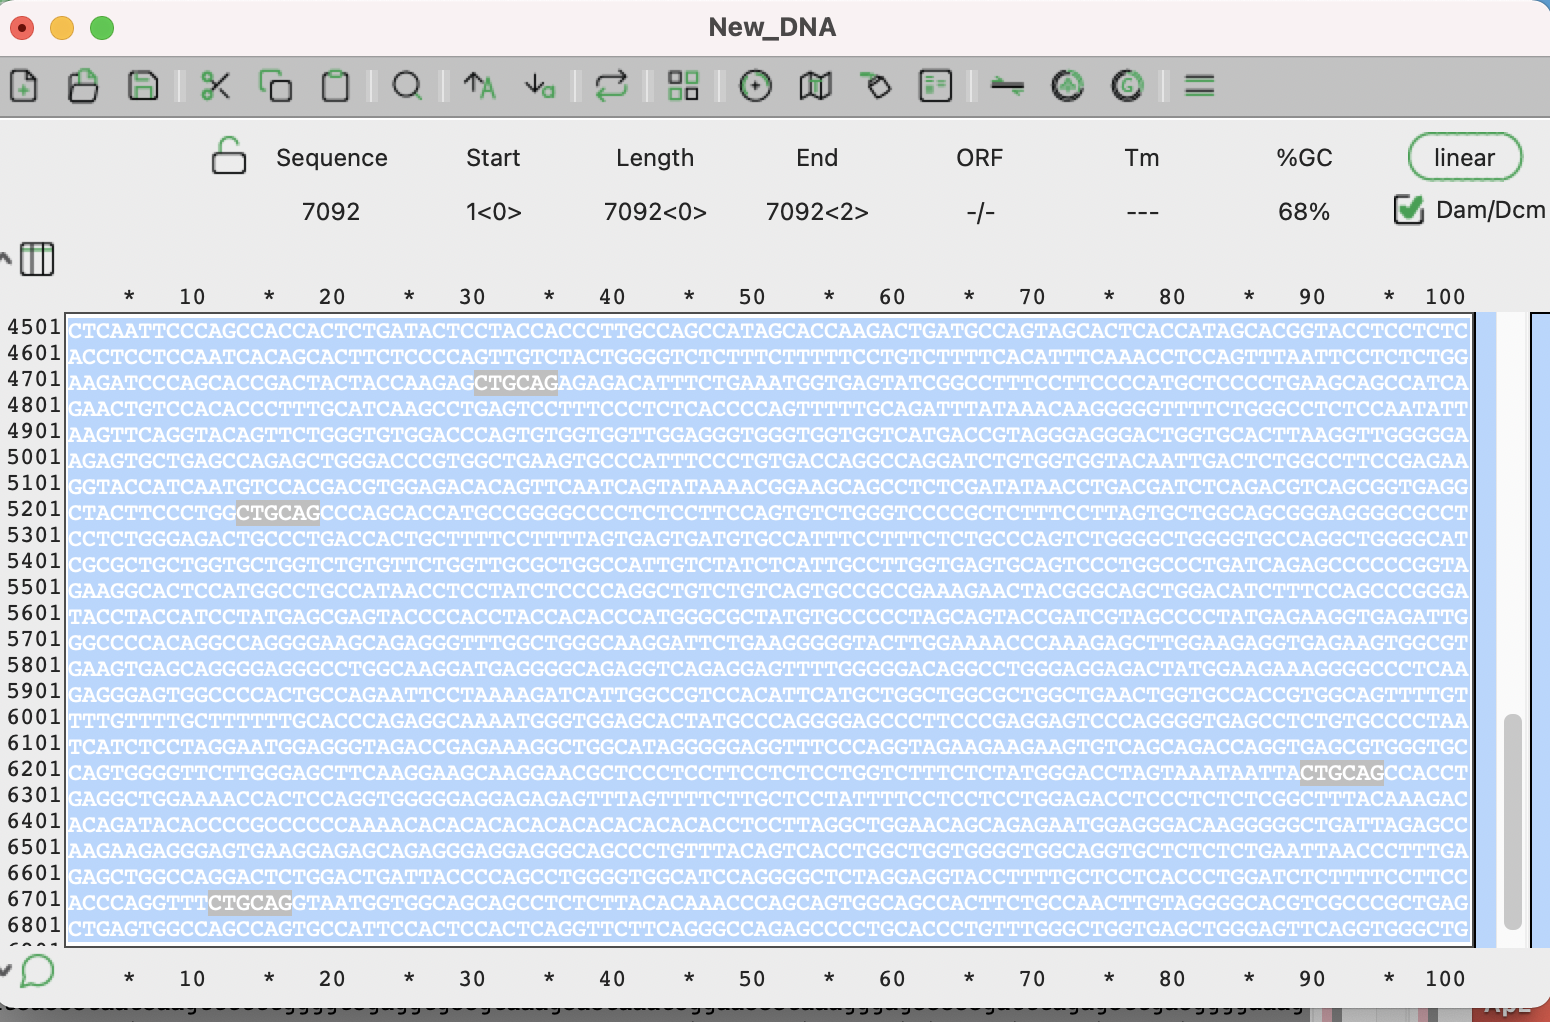 New_DNA
Sequence Start Length End ORF Tm %GC linear
7092 1<0> 7092<0> 7092<2> -/- --- 68% Dam/Dcm
* 10 * 20 * 30 * 40 * 50 * 60 * 70 * 80 * 90 * 100
4501 CTCAATTCCCAGCCACCACTCTGATACTCCTACCACCCTTGCCAGCCATAGCACCAAGACTGATGCCAGTAGCACTCACCATAGCACGGTACCTCCTCTC
4601 ACCTCCTCCAATCACAGCACTTCTCCCCAGTTGTCTACTGGGGTCTCTTTCTTTTTCCTGTCTTTTCACATTTCAAACCTCCAGTTTAATTCCTCTCTGG
4701 AAGATCCCAGCACCGACTACTACCAAGAGCTGCAGAGAGACATTTCTGAAATGGTGAGTATCGGCCTTTCCTTCCCCATGCTCCCCTGAAGCAGCCATCA
4801 GAACTGTCCACACCCTTTGCATCAAGCCTGAGTCCTTTCCCTCTCACCCCAGTTTTTGCAGATTTATAAACAAGGGGGTTTTCTGGGCCTCTCCAATATT
4901 AAGTTCAGGTACAGTTCTGGGTGTGGACCCAGTGTGGTGGTTGGAGGGTGGGTGGTGGTCATGACCGTAGGGAGGGACTGGTGCACTTAAGGTTGGGGGA
5001 AGAGTGCTGAGCCAGAGCTGGGACCCGTGGCTGAAGTGCCCATTTCCCTGTGACCAGGCCAGGATCTGTGGTGGTACAATTGACTCTGGCCTTCCGAGAA
5101 GGTACCATCAATGTCCACGACGTGGAGACACAGTTCAATCAGTATAAAACGGAAGCAGCCTCTCGATATAACCTGACGATCTCAGACGTCAGCGGTGAGG
5201 CTACTTCCCTGGCTGCAGCCCAGCACCATGCCGGGGCCCCTCTCCTTCCAGTGTCTGGGTCCCCGCTCTTTCCTTAGTGCTGGCAGCGGGAGGGGCGCCT
5301 CCTCTGGGAGACTGCCCTGACCACTGCTTTTCCTTTTAGTGAGTGATGTGCCATTTCCTTTCTCTGCCCAGTCTGGGGCTGGGGTGCCAGGCTGGGGCAT
5401 CGCGCTGCTGGTGCTGGTCTGTGTTCTGGTTGCGCTGGCCATTGTCTATCTCATTGCCTTGGTGAGTGCAGTCCCTGGCCCTGATCAGAGCCCCCCGGTA
5501 GAAGGCACTCCATGGCCTGCCATAACCTCCTATCTCCCCAGGCTGTCTGTCAGTGCCGCCGAAAGAACTACGGGCAGCTGGACATCTTTCCAGCCCGGGA
5601 TACCTACCATCCTATGAGCGAGTACCCCACCTACCACACCCATGGGCGCTATGTGCCCCCTAGCAGTACCGATCGTAGCCCCTATGAGAAGGTGAGATTG
5701 GGCCCCACAGGCCAGGGGAAGCAGAGGGTTTGGCTGGGCAAGGATTCTGAAGGGGGTACTTGGAAAACCCAAAGAGCTTGGAAGAGGTGAGAAGTGGCGT
5801 GAAGTGAGCAGGGGAGGGCCTGGCAAGGATGAGGGGCAGAGGTCAGAGGAGTTTTGGGGGACAGGCCTGGGAGGAGACTATGGAAGAAAGGGGCCCTCAA
5901 GAGGGAGTGGCCCCACTGCCAGAATTCCTAAAAGATCATTGGCCGTCCACATTCATGCTGGCTGGCGCTGGCTGAACTGGTGCCACCGTGGCAGTTTTGT
6001 TTTGTTTTGCTTTTTTGCACCCAGAGGCAAAATGGGTGGAGCACTATGCCCAGGGGAGCCCTTCCCGAGGAGTCCCAGGGGTGAGCCTCTGTGCCCCTAA
6101 TCATCTCCTAGGAATGGAGGGTAGACCGAGAAAGGCTGGCATAGGGGGAGGTTTCCCAGGTAGAAGAAGAAGTGTCAGCAGACCAGGTGAGCGTGGGTGC
6201 CAGTGGGGTTCTTGGGAGCTTCAAGGAAGCAAGGAACGCTCCCTCCTTCCTCTCCTGGTCTTTCTCTATGGGACCTAGTAAATAATTACTGCAGCCACCT
6301 GAGGCTGGAAAACCACTCCAGGTGGGGGAGGAGAGAGTTTAGTTTTCTTGCTCCTATTTTCCTCCTCCTGGAGACCTCCCTCTCTCGGCTTTACAAAGAC
6401 ACAGATACACCCCGCCCCCCAAAACACACACACACACACACACACCTCCTTAGGCTGGAACAGCAGAGAATGGAGGGACAAGGGGGCTGATTAGAGCC
6501 AAGAAGAGGGAGTGAAGGAGAGCAGAGGGAGGAGGGCAGCCCTGTTTACAGTCACCTGGCTGGTGGGGTGGCAGGTGCTCTCTCTGAATTAACCCTTTGA
6601 GAGCTGGCCAGGACTCTGGACTGATTACCCCAGCCTGGGGTGGCATCCAGGGGCTCTAGGAGGTACCTTTTGCTCCTCACCCTGGATCTCTTTTCCTTCC
6701 ACCCAGGTTTCTGCAGGTAATGGTGGCAGCAGCCTCTCTTACACAAACCCAGCAGTGGCAGCCACTTCTGCCAACTTGTAGGGGCACGTCGCCCGCTGAG
6801 CTGAGTGGCCAGCCAGTGCCATTCCACTCCACTCAGGTTCTTCAGGGCCAGAGCCCCTGCACCCTGTTTGGGCTGGTGAGCTGGGAGTTCAGGTGGGCTG
* 10 * 20 * 30 * 40 * 50 * 60 * 70 * 80 * 90 * 100